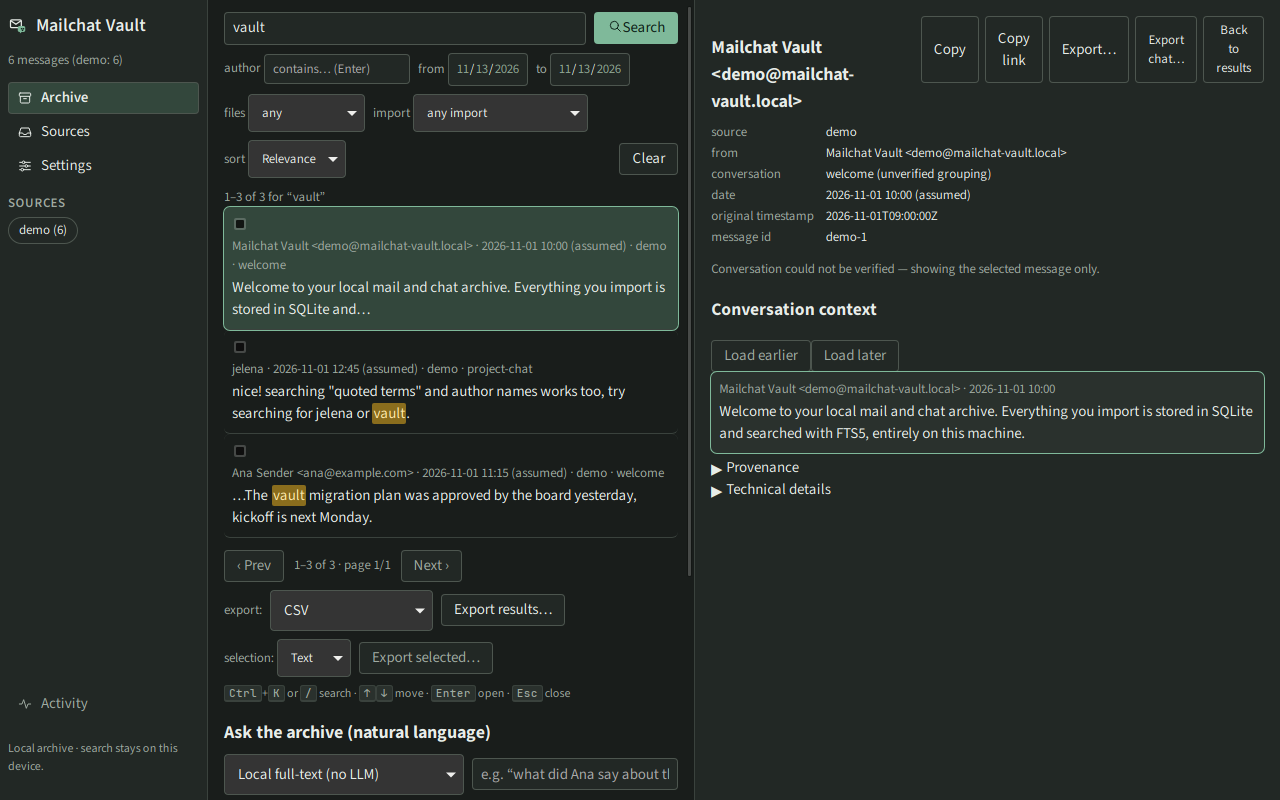 Mailchat Vault
6 messages (demo: 6)
Archive
Sources
Settings
SOURCES
demo (6)
Activity
Local archive · search stays on this
device.
vault
Search
author contains… (Enter) from 11/13/2026 to 11/13/2026
files any import any import
sort Relevance Clear
1–3 of 3 for “vault”
Mailchat Vault <demo@mailchat-vault.local> · 2026-11-01 10:00 (assumed) · demo
· welcome
Welcome to your local mail and chat archive. Everything you import is
stored in SQLite and…
jelena · 2026-11-01 12:45 (assumed) · demo · project-chat
nice! searching "quoted terms" and author names works too, try
searching for jelena or vault.
Ana Sender <ana@example.com> · 2026-11-01 11:15 (assumed) · demo · welcome
…The vault migration plan was approved by the board yesterday,
kickoff is next Monday.
‹ Prev 1–3 of 3 · page 1/1 Next ›
export: CSV Export results…
selection: Text Export selected…
Ctrl+K or / search · ↑ ↓ move · Enter open · Esc close
Ask the archive (natural language)
Local full-text (no LLM) e.g. “what did Ana say about
Mailchat Vault
<demo@mailchat-
vault.local>
Copy
Copy
link
Export…
Export
chat…
Back
to
results
source demo
from Mailchat Vault <demo@mailchat-vault.local>
conversation welcome (unverified grouping)
date 2026-11-01 10:00 (assumed)
original timestamp 2026-11-01T09:00:00Z
message id demo-1
Conversation could not be verified — showing the selected message only.
Conversation context
Load earlier Load later
Mailchat Vault <demo@mailchat-vault.local> · 2026-11-01 10:00
Welcome to your local mail and chat archive. Everything you import is stored in SQLite
and searched with FTS5, entirely on this machine.
▶ Provenance
▶ Technical details